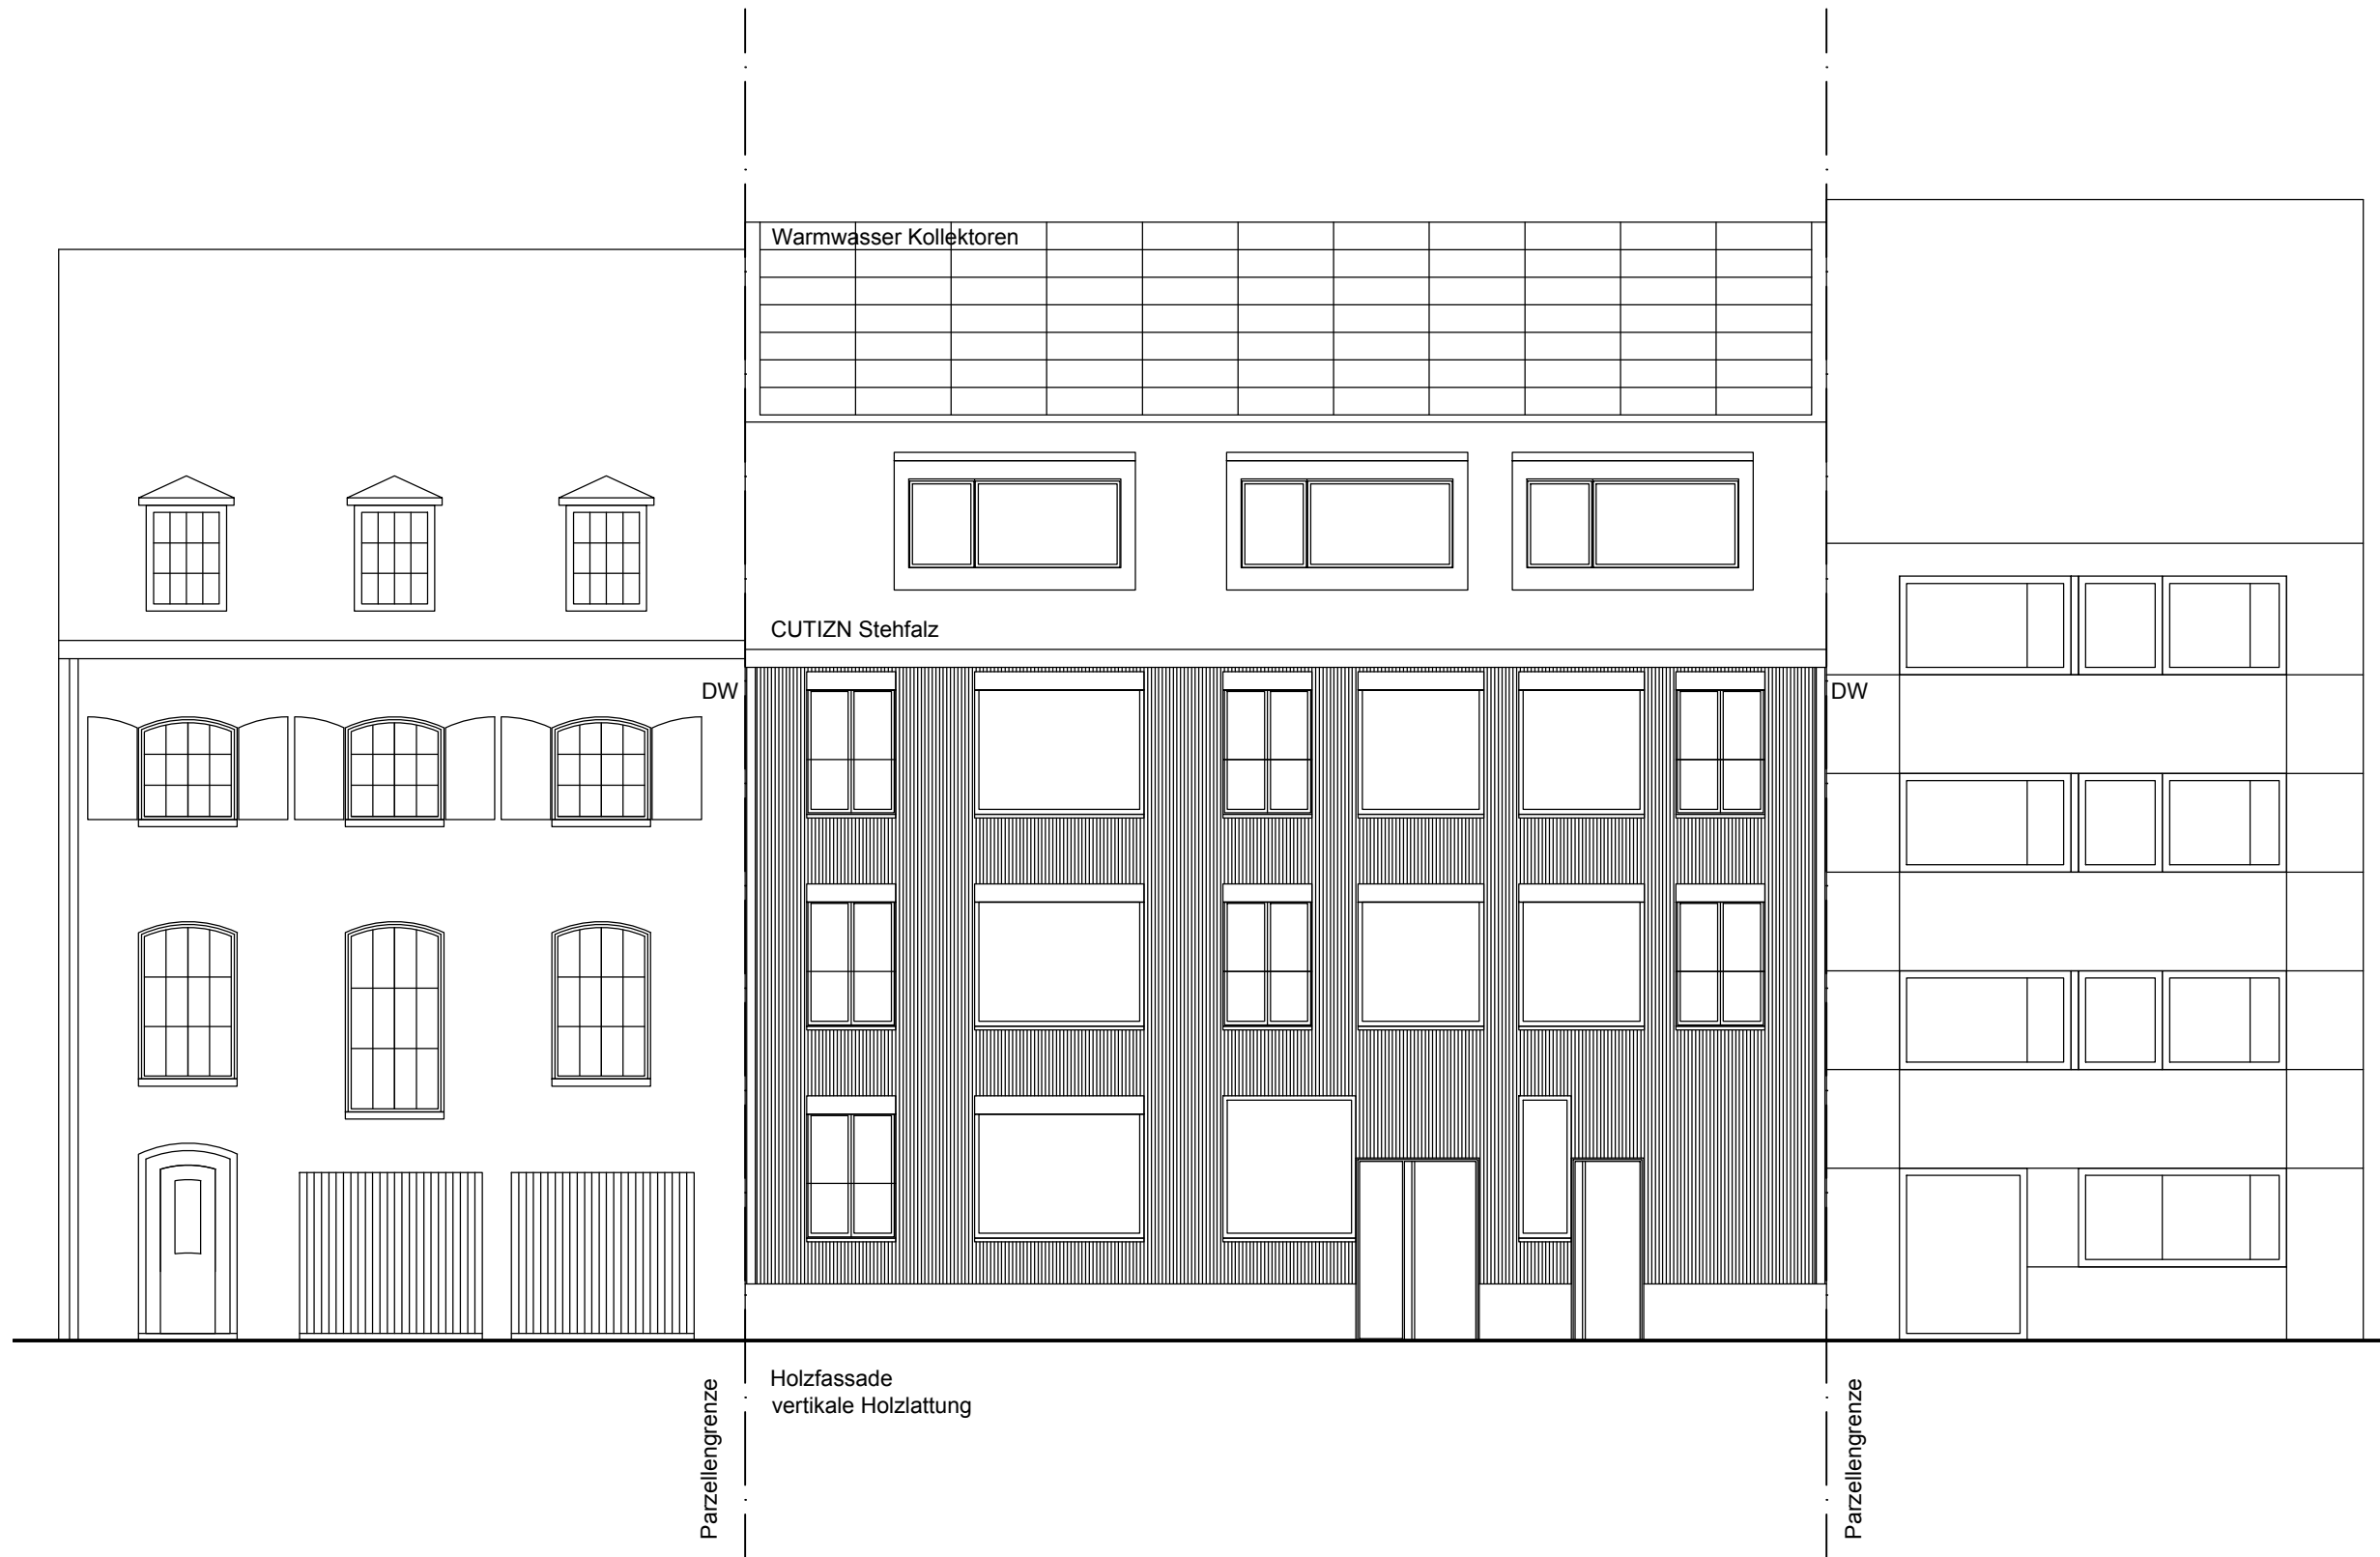 Warmwasser Kollektoren
CUTIZN Stehfalz
DW
DW
Holzfassade
vertikale Holzlattung
Parzellengrenze
Parzellengrenze